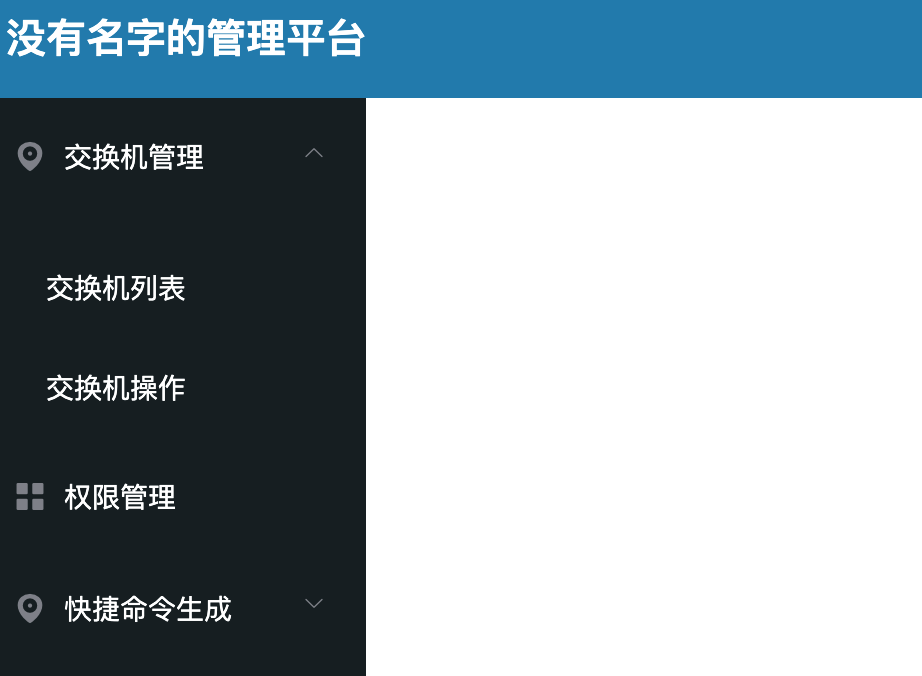 没有名字的管理平台
交换机管理
交换机列表
交换机操作
权限管理
快捷命令生成